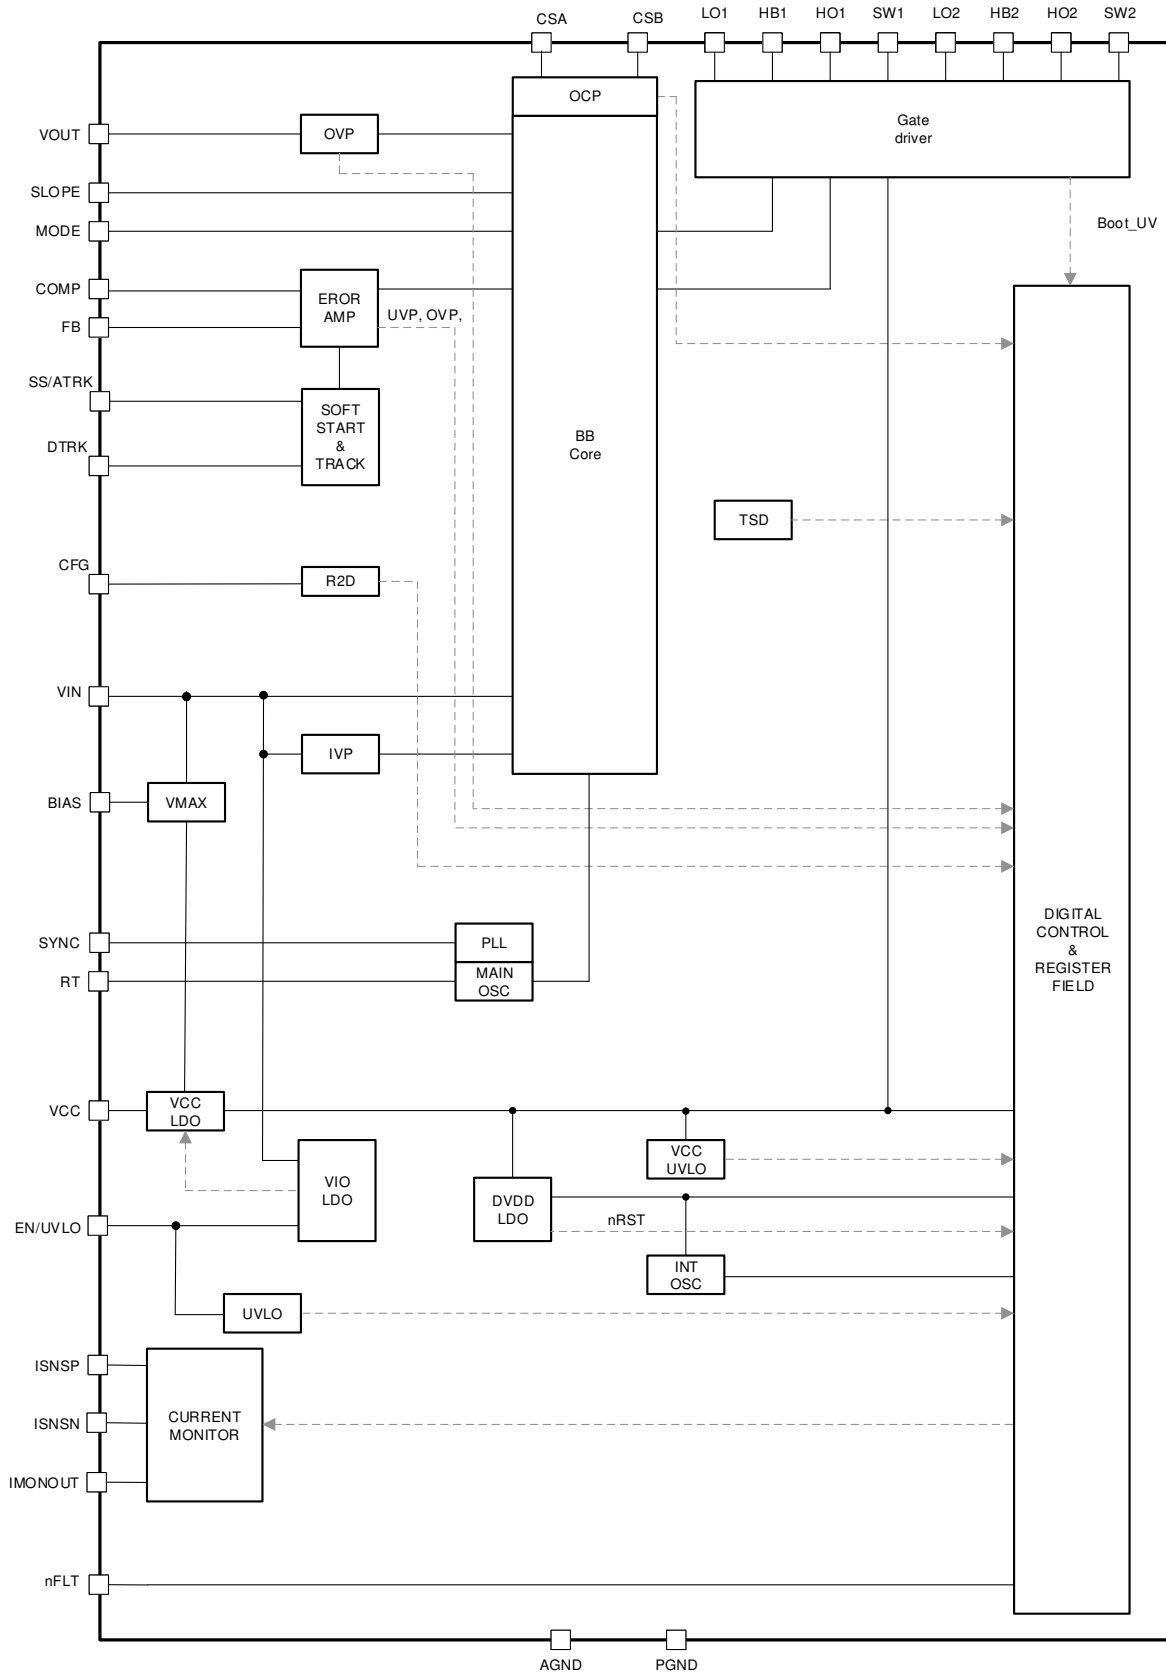 CSA
CSB
LO1
HB1
HO1
SW1
LO2
HB2
HO2
SW2
OCP
Gate
driver
VOUT
OVP
SLOPE
MODE
Boot_UV
COMP
EROR
AMP
UVP, OVP,
FB
SS/ATRK
SOFT
START
&
TRACK
DTRK
BB
Core
TSD
CFG
R2D
VIN
IVP
BIAS
VMAX
DIGITAL
CONTROL
&
REGISTER
FIELD
SYNC
PLL
RT
MAIN
OSC
VCC
VCC
LDO
VCC
UVLO
VIO
LDO
DVDD
LDO
nRST
EN/UVLO
INT
OSC
UVLO
ISNSP
ISNSN
CURRENT
MONITOR
IMONOUT
nFLT
AGND
PGND